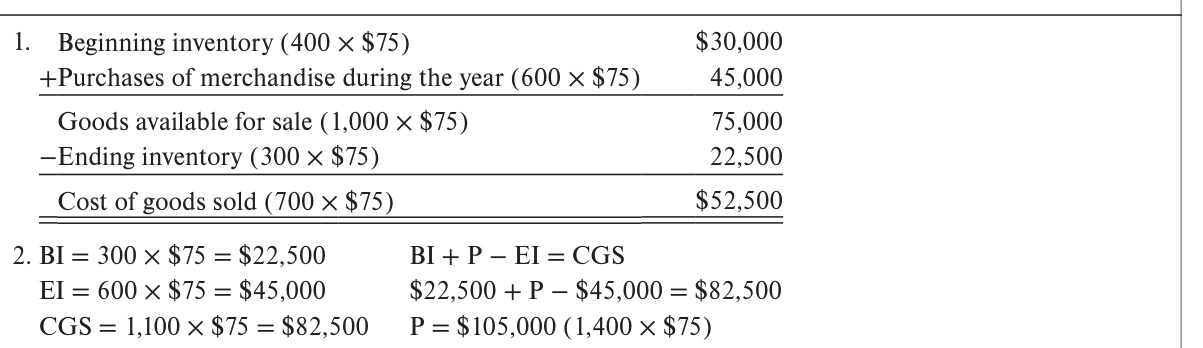 1. Beginning inventory (400 × $75) $30,000
+Purchases of merchandise during the year (600 × $75) 45,000
Goods available for sale (1,000 × $75) 75,000
−Ending inventory (300 × $75) 22,500
Cost of goods sold (700 × $75) $52,500
2. BI = 300 × $75 = $22,500 BI + P − EI = CGS
EI = 600 × $75 = $45,000 $22,500 + P − $45,000 = $82,500
CGS = 1,100 × $75 = $82,500 P = $105,000 (1,400 × $75)